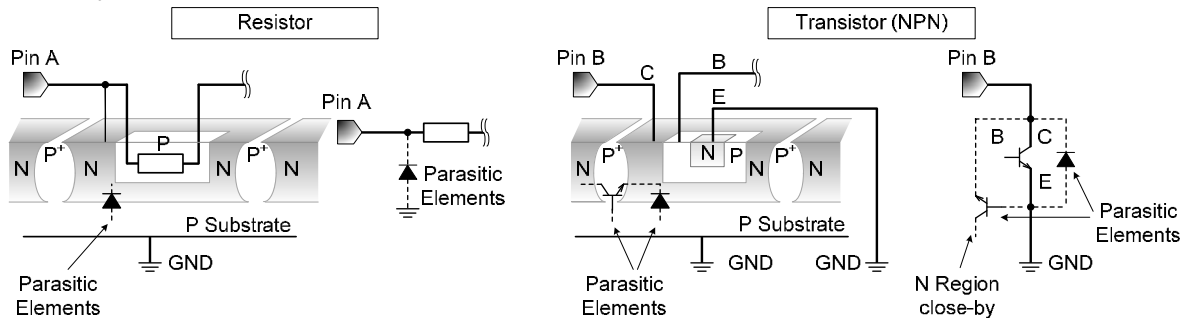 Resistor
Pin A
N
P+
N
P
P+
N
N
P Substrate
GND
Parasitic
Elements
Pin A
Parasitic
Elements
Transistor (NPN)
Pin B
C
B
E
N
P+
N
N
P
P+
N
N
P Substrate
GND
GND
Parasitic
Elements
Pin B
B
C
E
Parasitic
Elements
GND
N Region
close-by